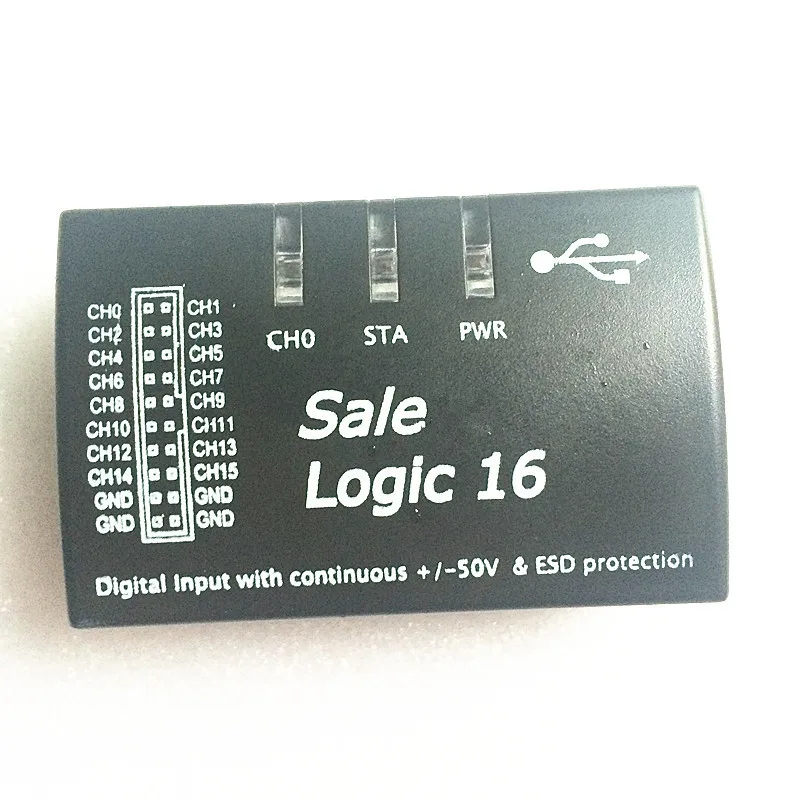 CH0 CH1
CH2 CH3
CH4 CH5
CH6 CH7
CH8 CH9
CH10 CH11
CH12 CH13
CH14 CH15
GND GND
GND GND
CH0 STA PWR
Sale
Logic 16
Digital Input with continuous +/-50V & ESD protection